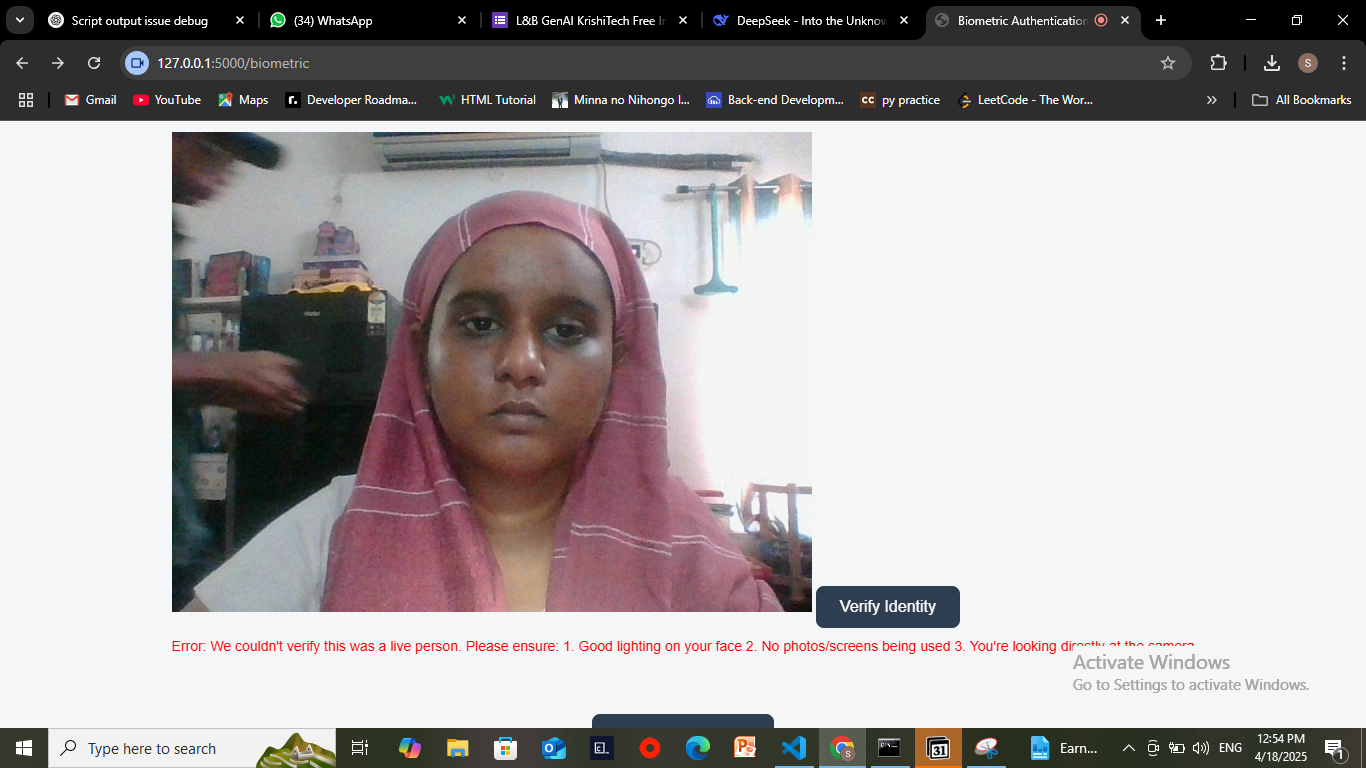 Script output issue debug
(34) WhatsApp
L&B GenAI KrishiTech Free In
DeepSeek - Into the Unknow
Biometric Authentication
127.0.0.1:5000/biometric
S
Gmail
YouTube
Maps
Developer Roadma...
HTML Tutorial
Minna no Nihongo I...
Back-end Developm...
CC py practice
LeetCode - The Wor...
»
All Bookmarks
Verify Identity
Error: We couldn't verify this was a live person. Please ensure: 1. Good lighting on your face 2. No photos/screens being used 3. You're looking directly at the camera
Activate Windows
Go to Settings to activate Windows.
Type here to search
31
Earn...
ENG
12:54 PM
4/18/2025
1